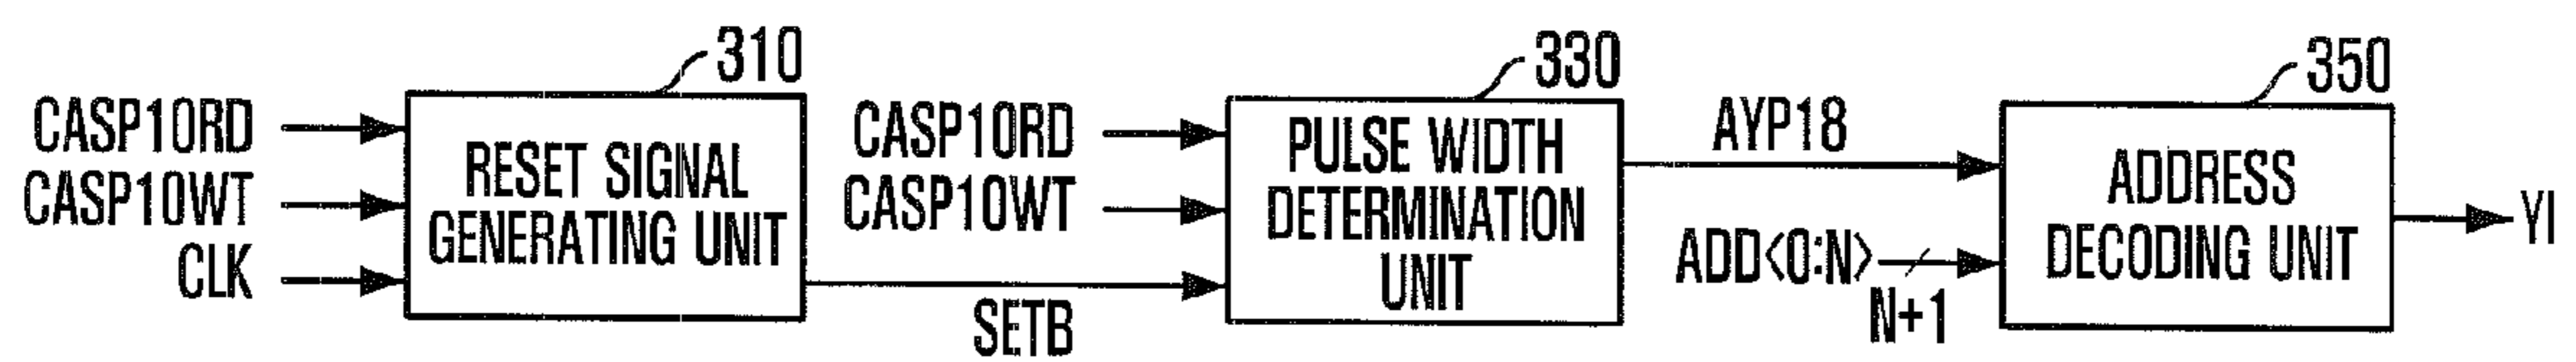 310
CASP10RD
CASP10WT
CLK
RESET SIGNAL
GENERATING UNIT
SETB
330
CASP10RD
CASP10WT
PULSE WIDTH
DETERMINATION
UNIT
AYP18
ADD<0:N>
N+1
350
ADDRESS
DECODING UNIT
YI